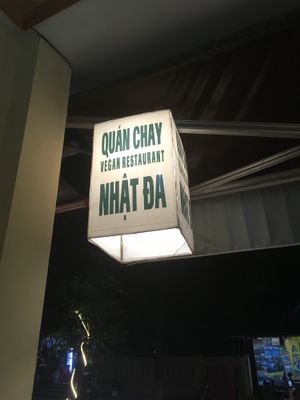 QUÁN CHAY
VEGAN RESTAURANT
NHẬT ĐA